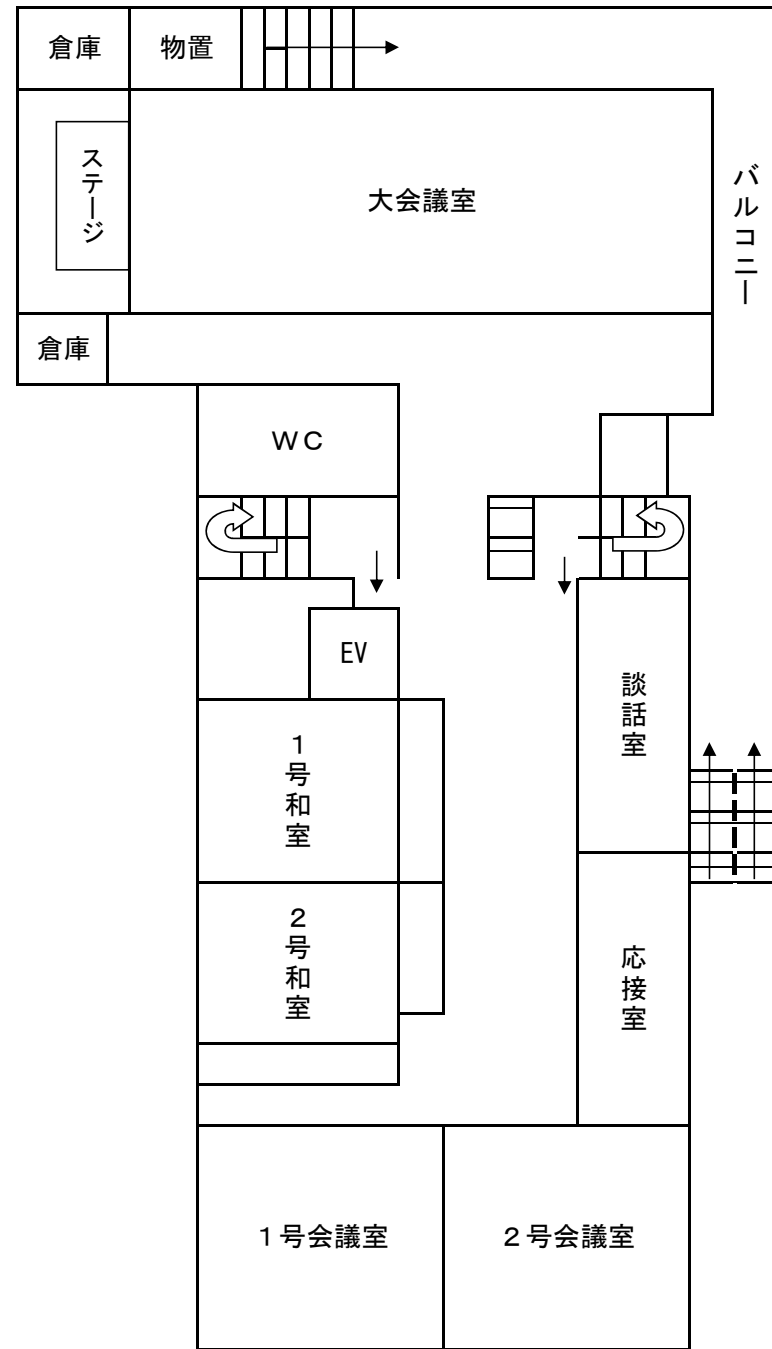 倉庫
物置
ステージ
大会議室
バルコニー
倉庫
ＷＣ
EV
談話室
１号和室
２号和室
応接室
１号会議室
２号会議室